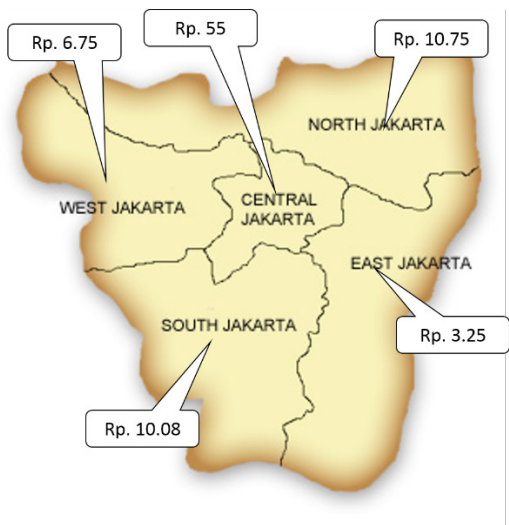 Rp. 6.75
Rp. 55
Rp. 10.75
NORTH JAKARTA
WEST JAKARTA
CENTRAL
JAKARTA
EAST JAKARTA
SOUTH JAKARTA
Rp. 3.25
Rp. 10.08